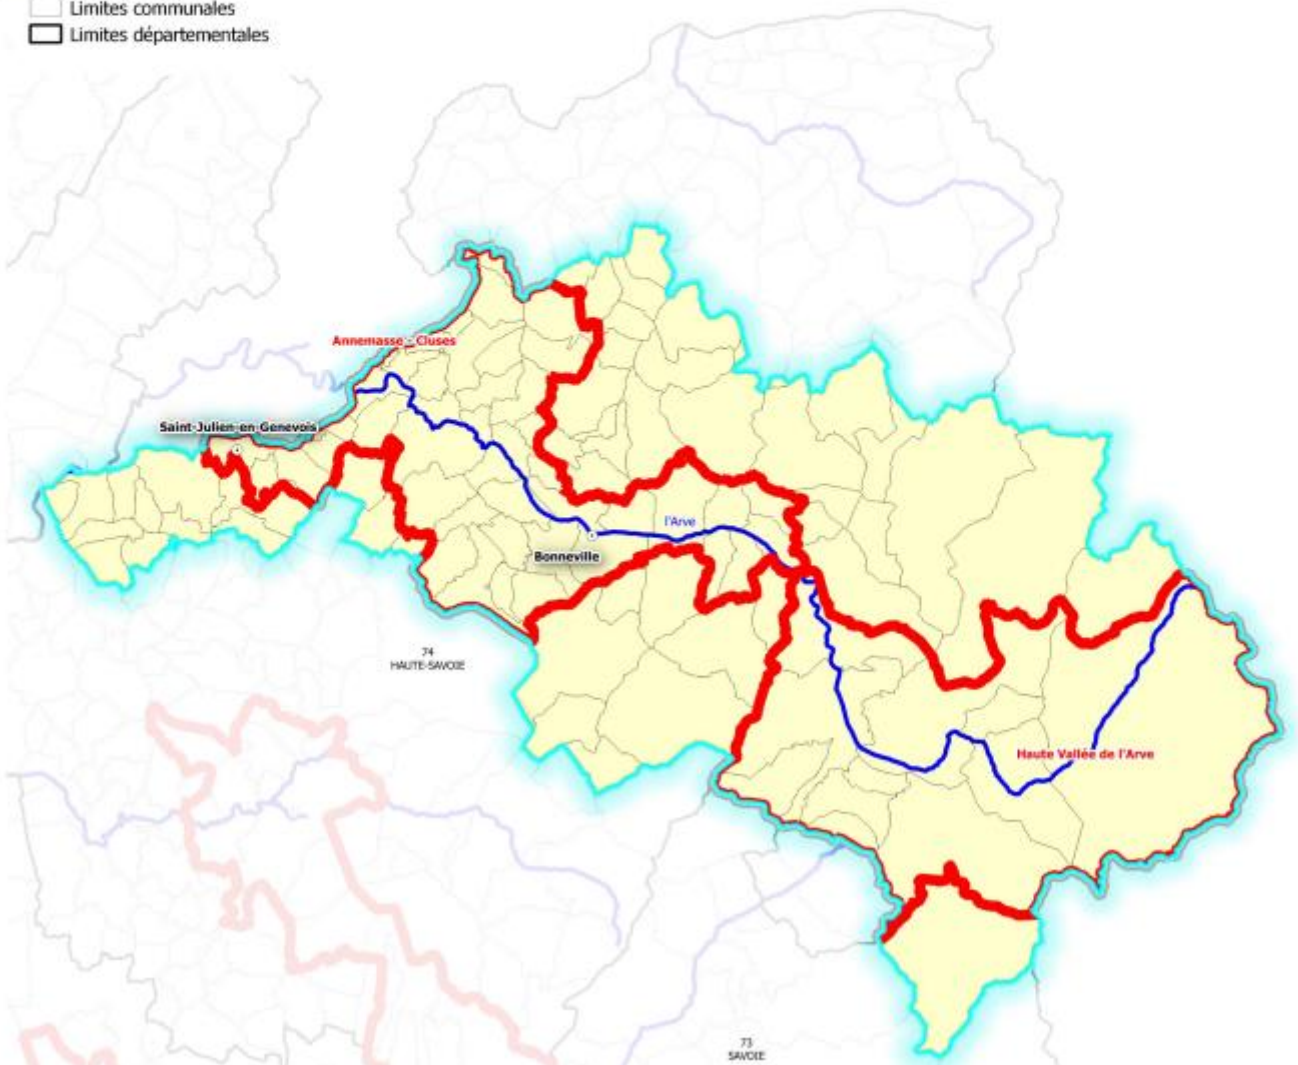 Limites communales
Limites départementales
Annemasse - Cluses
Saint-Julien-en-Genevois
l'Arve
Bonneville
74
HAUTE-SAVOIE
Haute Vallée de l'Arve
73
SAVOIE